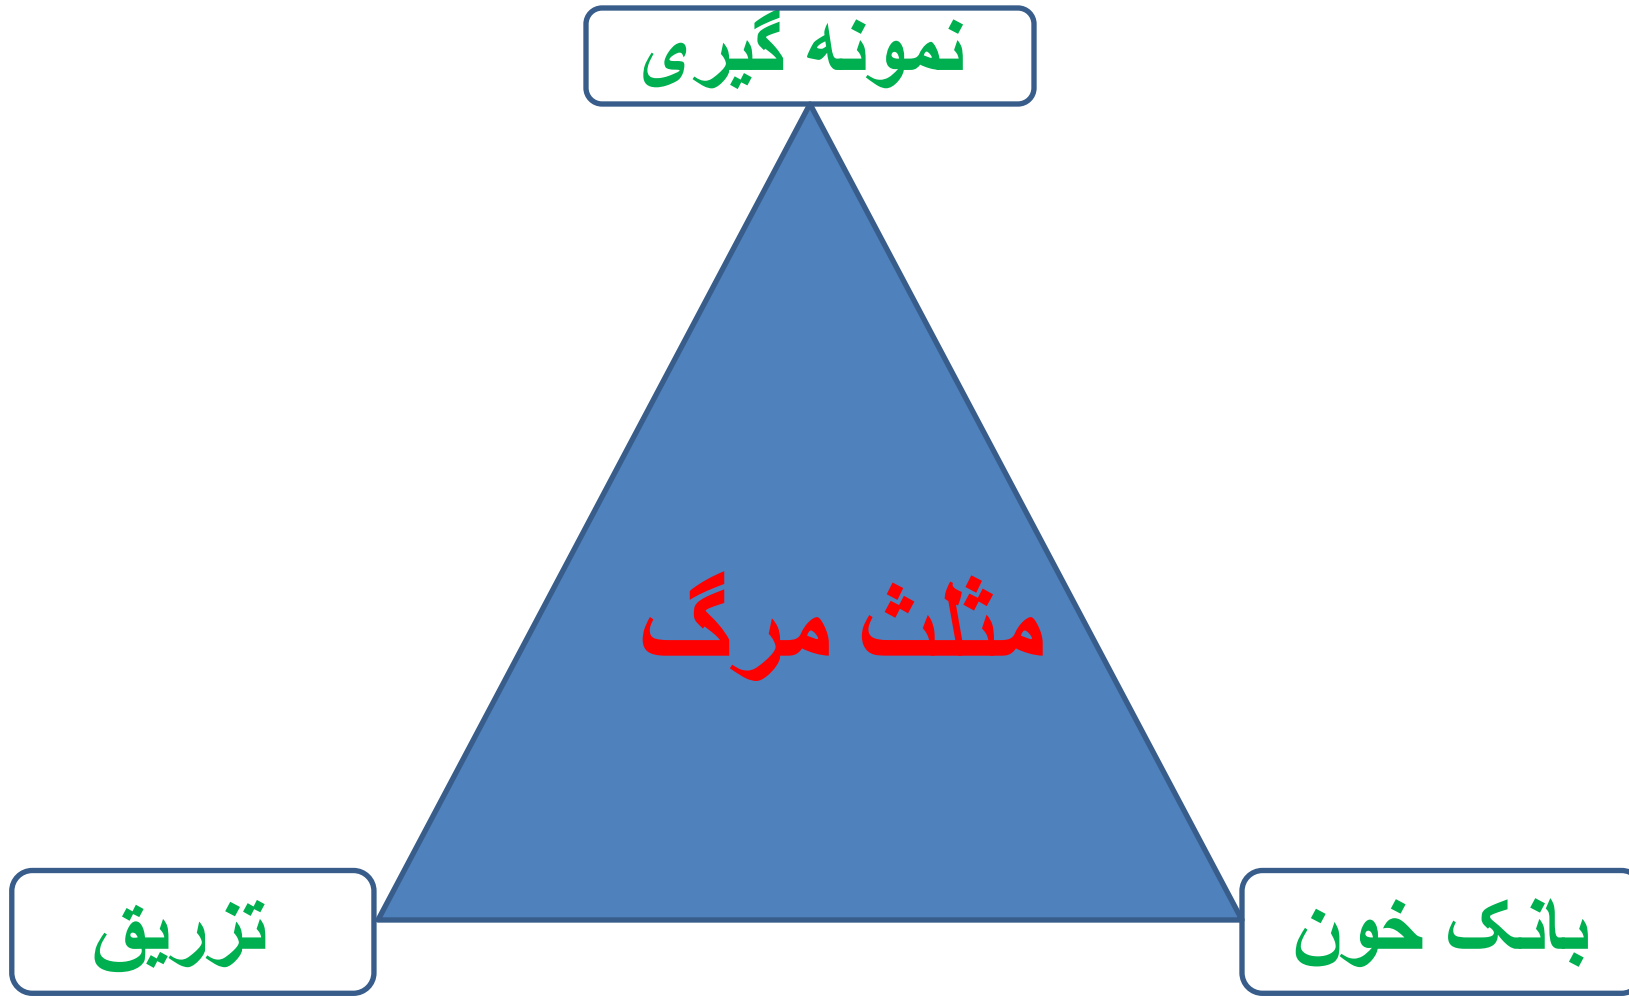 نمونه گیری
مثلث مرگ
بانک خون
تزریق